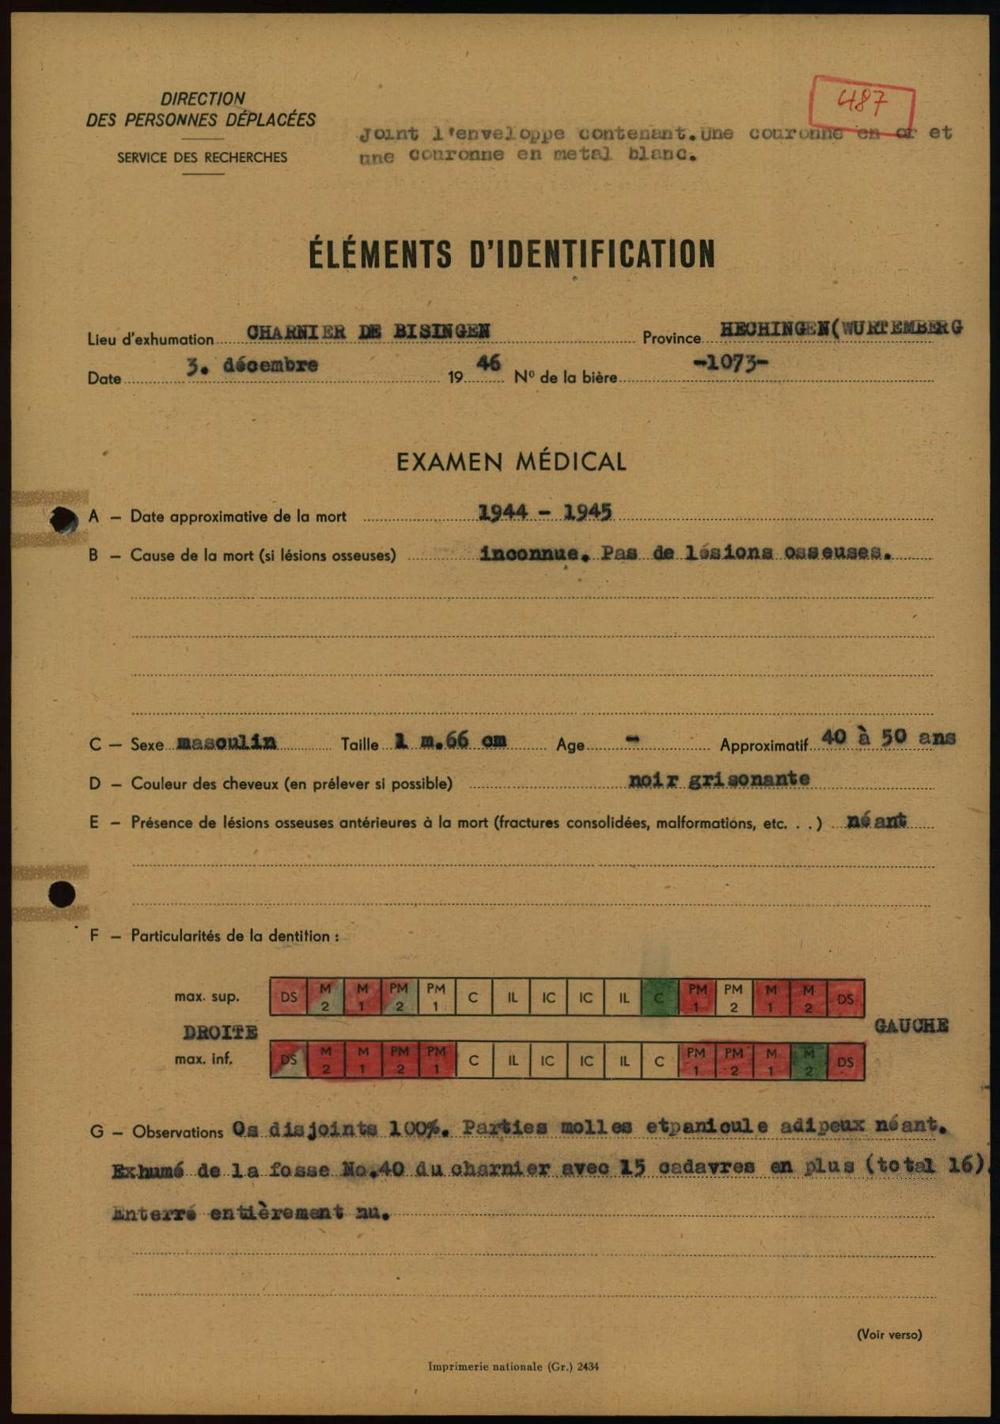 487
DIRECTION
DES PERSONNES DÉPLACÉES
SERVICE DES RECHERCHES
Joint l'enveloppe contenant.Une couronne en or et
une couronne en metal blanc.
ÉLÉMENTS D'IDENTIFICATION
Lieu d'exhumation CHARNIER DE BISINGEN Province HECHINGEN(WURTEMBERG
Date 3. décembre 19 46 Nº de la bière -1073-
EXAMEN MÉDICAL
A — Date approximative de la mort 1944 - 1945
B — Cause de la mort (si lésions osseuses) inconnue. Pas de lésions osseuses.
C — Sexe masculin Taille 1 m.66 cm Age - Approximatif 40 à 50 ans
D — Couleur des cheveux (en prélever si possible) noir grisonante
E — Présence de lésions osseuses antérieures à la mort (fractures consolidées, malformations, etc. . .) néant
F — Particularités de la dentition :
max. sup. DS M 2 M 1 PM 2 PM 1 C IL IC IC IL C PM 1 PM 2 M 1 M 2 DS
DROITE GAUCHE
max. inf. DS M 2 M 1 PM 2 PM 1 C IL IC IC IL C PM 1 PM 2 M 1 M 2 DS
G — Observations Os disjoints 100%. Parties molles etpanicule adipeux néant.
Exhumé de la fosse No.40 du charnier avec 15 cadavres en plus (total 16)
Enterré entièrement nu.
(Voir verso)
Imprimerie nationale (Gr.) 2434